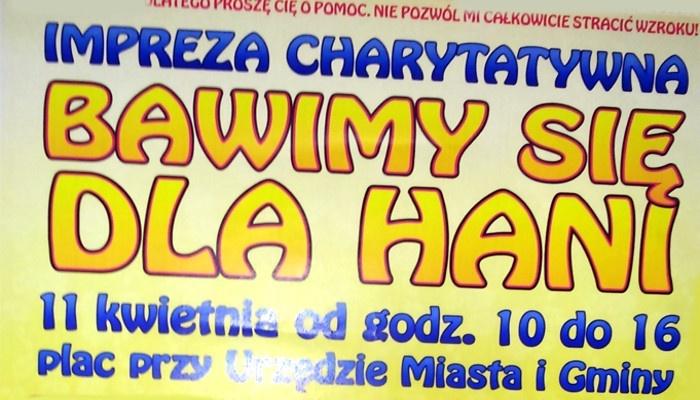 DLATEGO PROSZĘ CIĘ O POMOC. NIE POZWÓL MI CAŁKOWICIE STRACIĆ WZROKU!
IMPREZA CHARYTATYWNA
BAWIMY SIĘ
DLA HANI
11 kwietnia od godz. 10 do 16
plac przy Urzędzie Miasta i Gminy